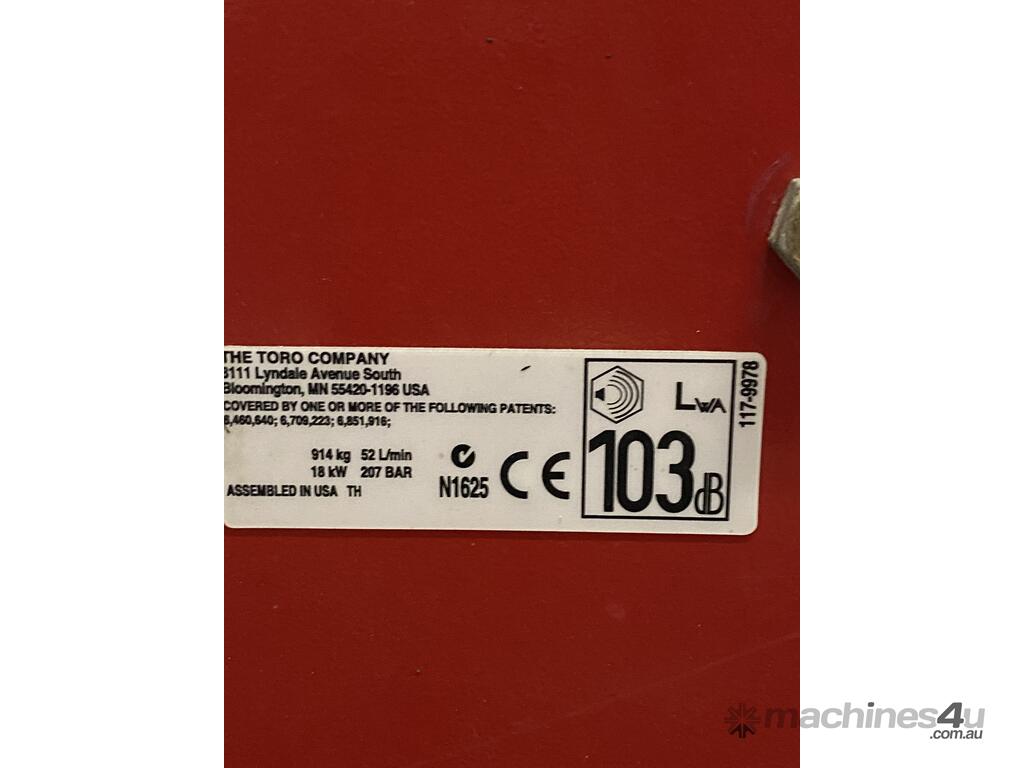 THE TORO COMPANY
8111 Lyndale Avenue South
Bloomington, MN 55420-1196 USA
COVERED BY ONE OR MORE OF THE FOLLOWING PATENTS:
6,460,640; 6,709,223; 6,851,916;
914 kg 52 L/min
18 kW 207 BAR
ASSEMBLED IN USA TH
N1625
CE
LWA
103dB
117-9978
machines4u
.com.au